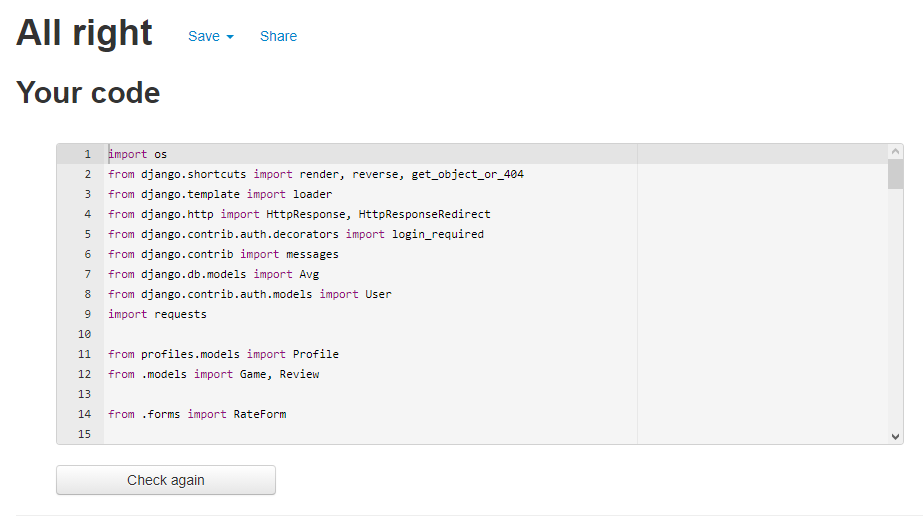 All right Save Share
Your code
1 import os
2 from django.shortcuts import render, reverse, get_object_or_404
3 from django.template import loader
4 from django.http import HttpResponse, HttpResponseRedirect
5 from django.contrib.auth.decorators import login_required
6 from django.contrib import messages
7 from django.db.models import Avg
8 from django.contrib.auth.models import User
9 import requests
10
11 from profiles.models import Profile
12 from .models import Game, Review
13
14 from .forms import RateForm
15
Check again